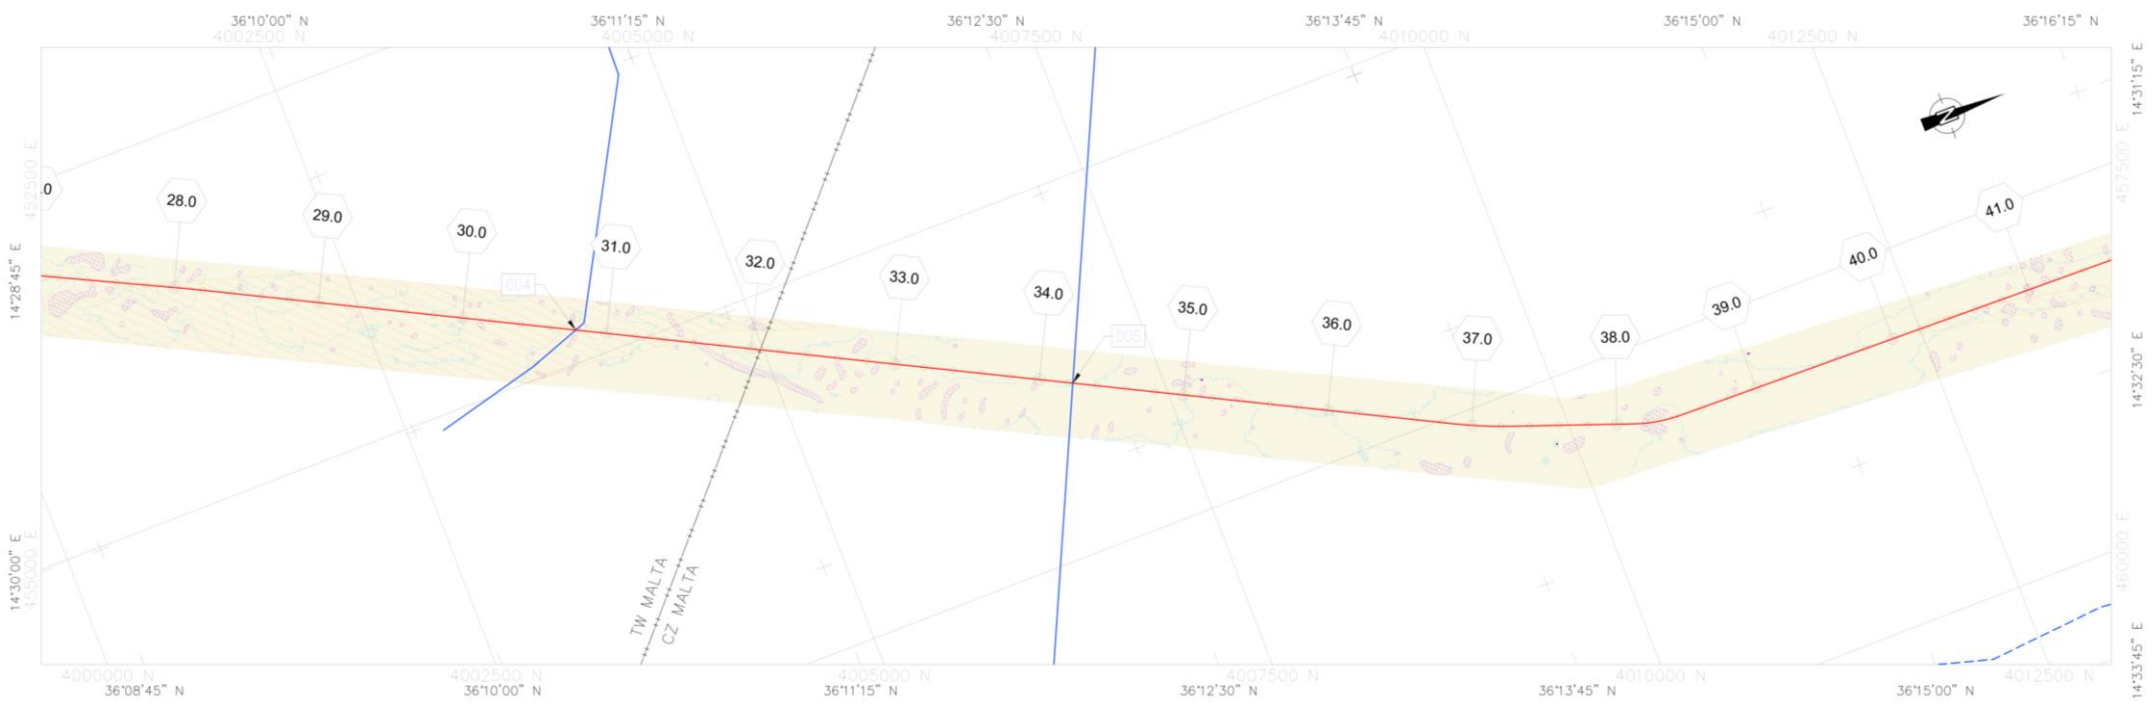 36°10'00" N
36°11'15" N
36°12'30" N
36°13'45" N
36°15'00" N
36°16'15" N
4002500 N
4005000 N
4007500 N
4010000 N
4012500 N
14°31'15" E
452500 E
457500 E
N
.0
28.0
29.0
30.0
31.0
32.0
33.0
34.0
35.0
36.0
37.0
38.0
39.0
40.0
41.0
004
005
14°28'45" E
14°32'30" E
14°30'00" E
455000 E
460000 E
14°33'45" E
TW MALTA
CZ MALTA
4000000 N
4002500 N
4005000 N
4007500 N
4010000 N
4012500 N
36°08'45" N
36°10'00" N
36°11'15" N
36°12'30" N
36°13'45" N
36°15'00" N